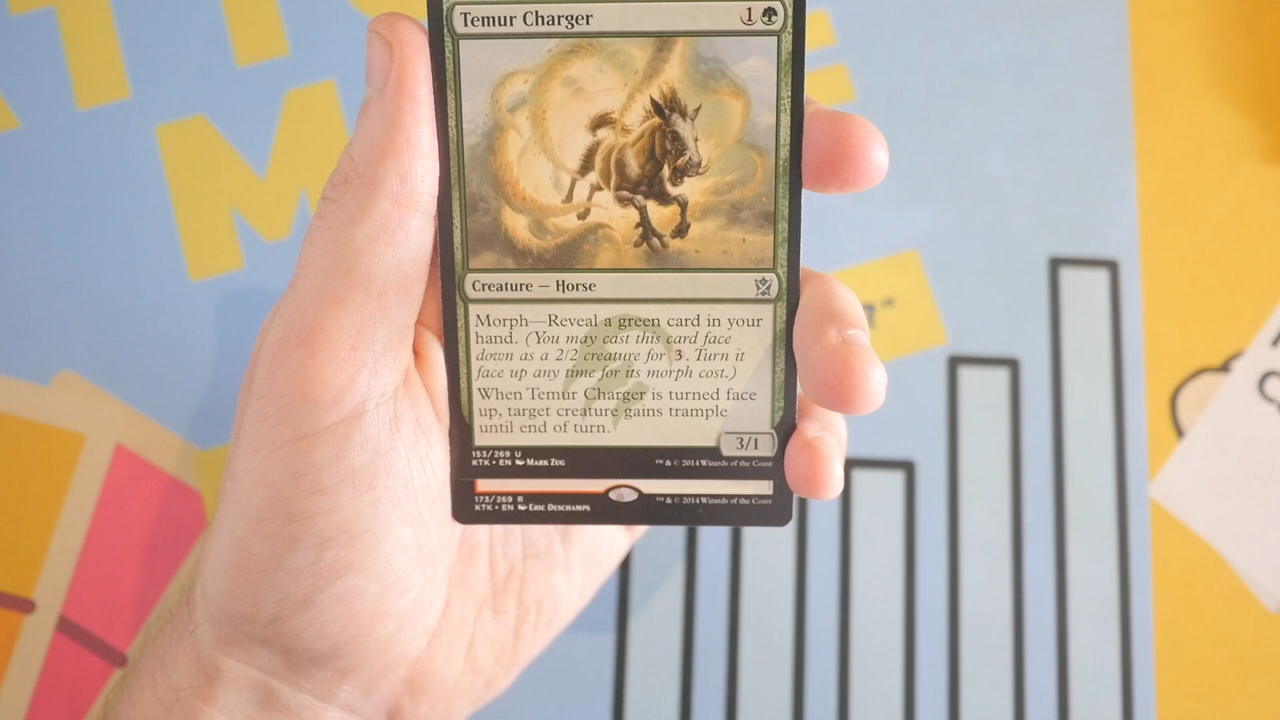 Temur Charger 1
Creature — Horse
Morph—Reveal a green card in your
hand. (You may cast this card face
down as a 2/2 creature for 3. Turn it
face up any time for its morph cost.)
When Temur Charger is turned face
up, target creature gains trample
until end of turn.
3/1
153/269 U
KTK • EN Mark Zug ™ & © 2014 Wizards of the Coast
173/269 R
KTK • EN Eric Deschamps ™ & © 2014 Wizards of the Coast